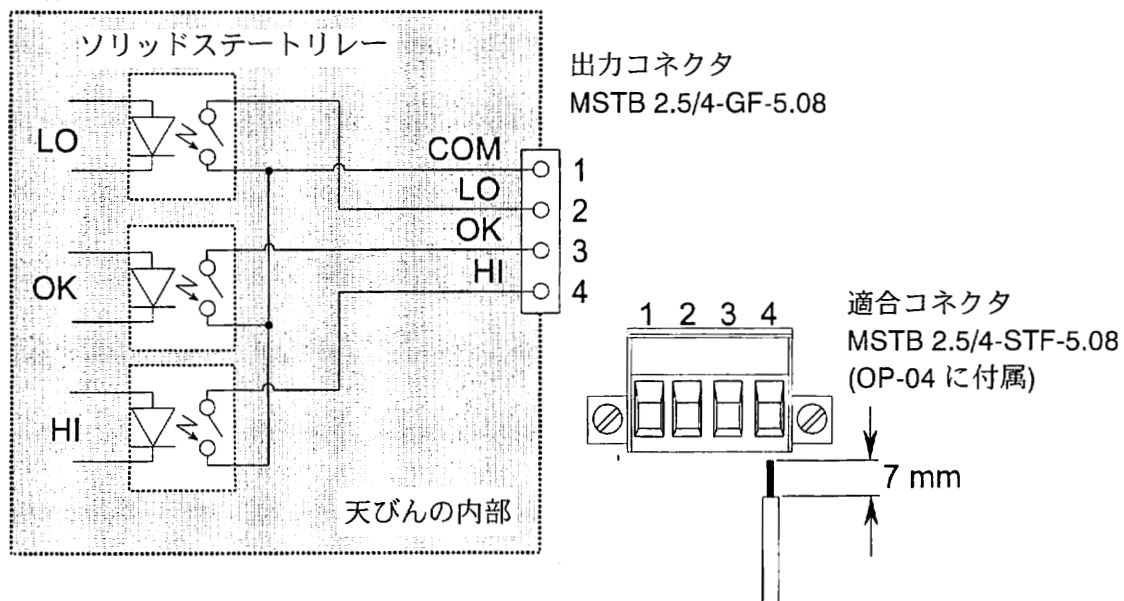 ソリッドステートリレー
出力コネクタ
MSTB 2.5/4-GF-5.08
LO
COM
1
LO
2
OK
3
HI
4
OK
HI
天びんの内部
1 2 3 4
適合コネクタ
MSTB 2.5/4-STF-5.08
(OP-04 に付属)
7 mm